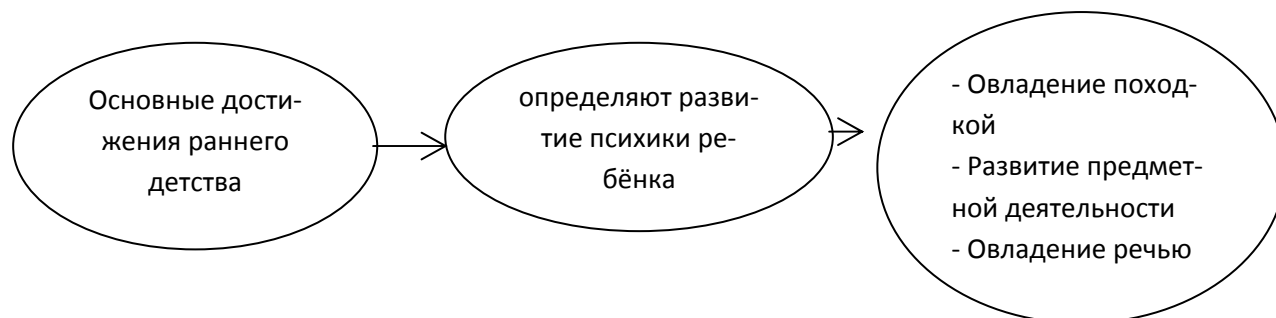 Основные дости-
жения раннего
детства
определяют разви-
тие психики ре-
бёнка
- Овладение поход-
кой
- Развитие предмет-
ной деятельности
- Овладение речью